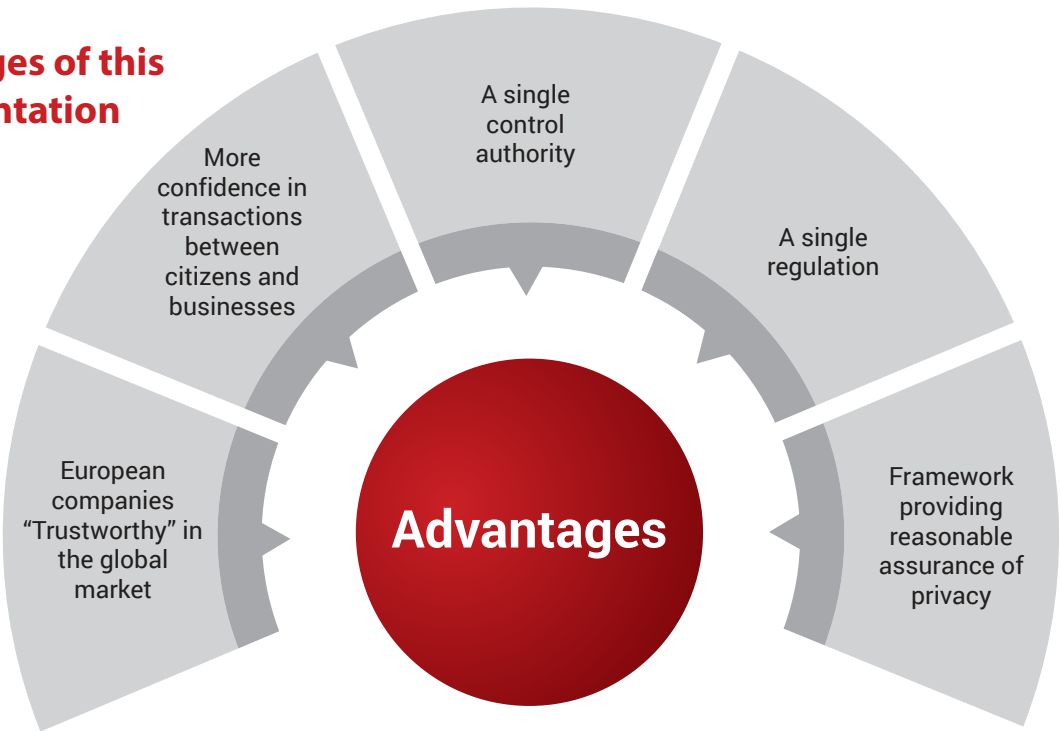 ges of this
ntation
More
confidence in
transactions
between
citizens and
businesses
A single
control
authority
A single
regulation
European
companies
“Trustworthy” in
the global
market
Advantages
Framework
providing
reasonable
assurance of
privacy